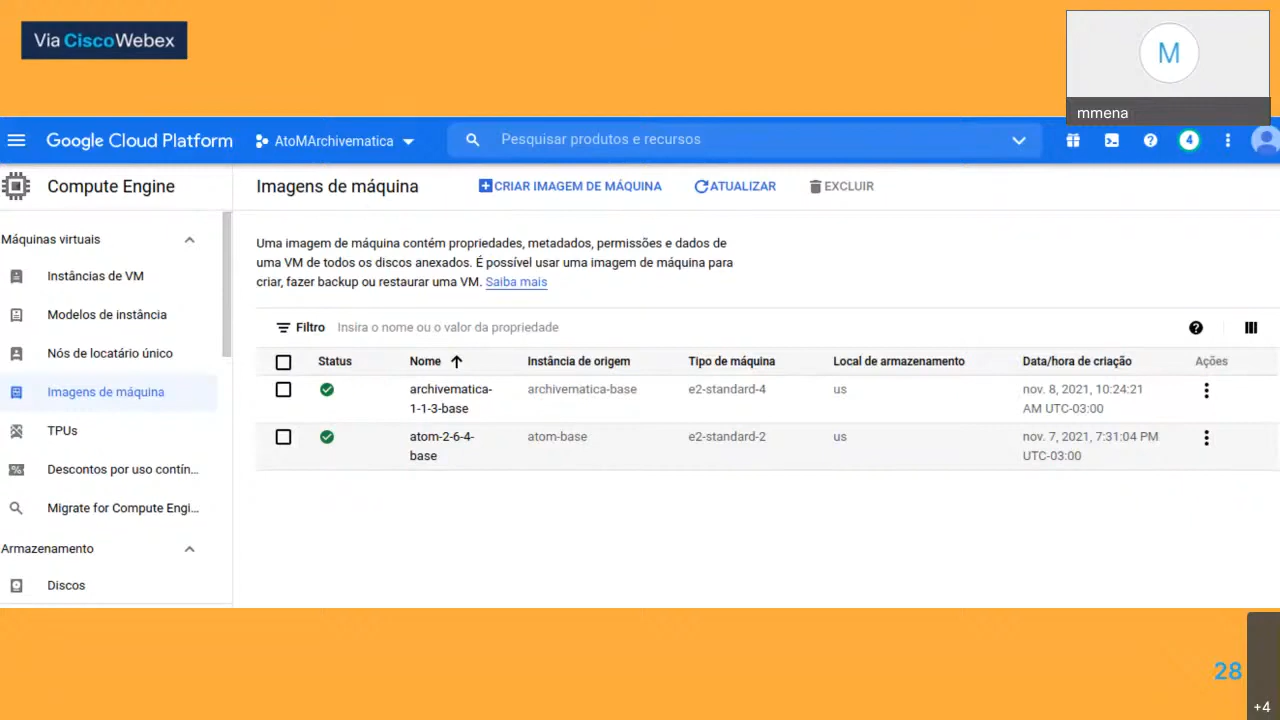 Via CiscoWebex
M
mmena
Google Cloud Platform
AtoMArchivematica
Pesquisar produtos e recursos
4
Compute Engine
Imagens de máquina
CRIAR IMAGEM DE MÁQUINA
ATUALIZAR
EXCLUIR
Máquinas virtuais
Instâncias de VM
Modelos de instância
Nós de locatário único
Imagens de máquina
TPUs
Descontos por uso contín...
Migrate for Compute Engi...
Armazenamento
Discos
Uma imagem de máquina contém propriedades, metadados, permissões e dados de
uma VM de todos os discos anexados. É possível usar uma imagem de máquina para
criar, fazer backup ou restaurar uma VM. Saiba mais
Filtro Insira o nome ou o valor da propriedade
Status Nome Instância de origem Tipo de máquina Local de armazenamento Data/hora de criação Ações
archivematica- archivematica-base e2-standard-4 us nov. 8, 2021, 10:24:21
1-1-3-base AM UTC-03:00
atom-2-6-4- atom-base e2-standard-2 us nov. 7, 2021, 7:31:04 PM
base UTC-03:00
28
+4